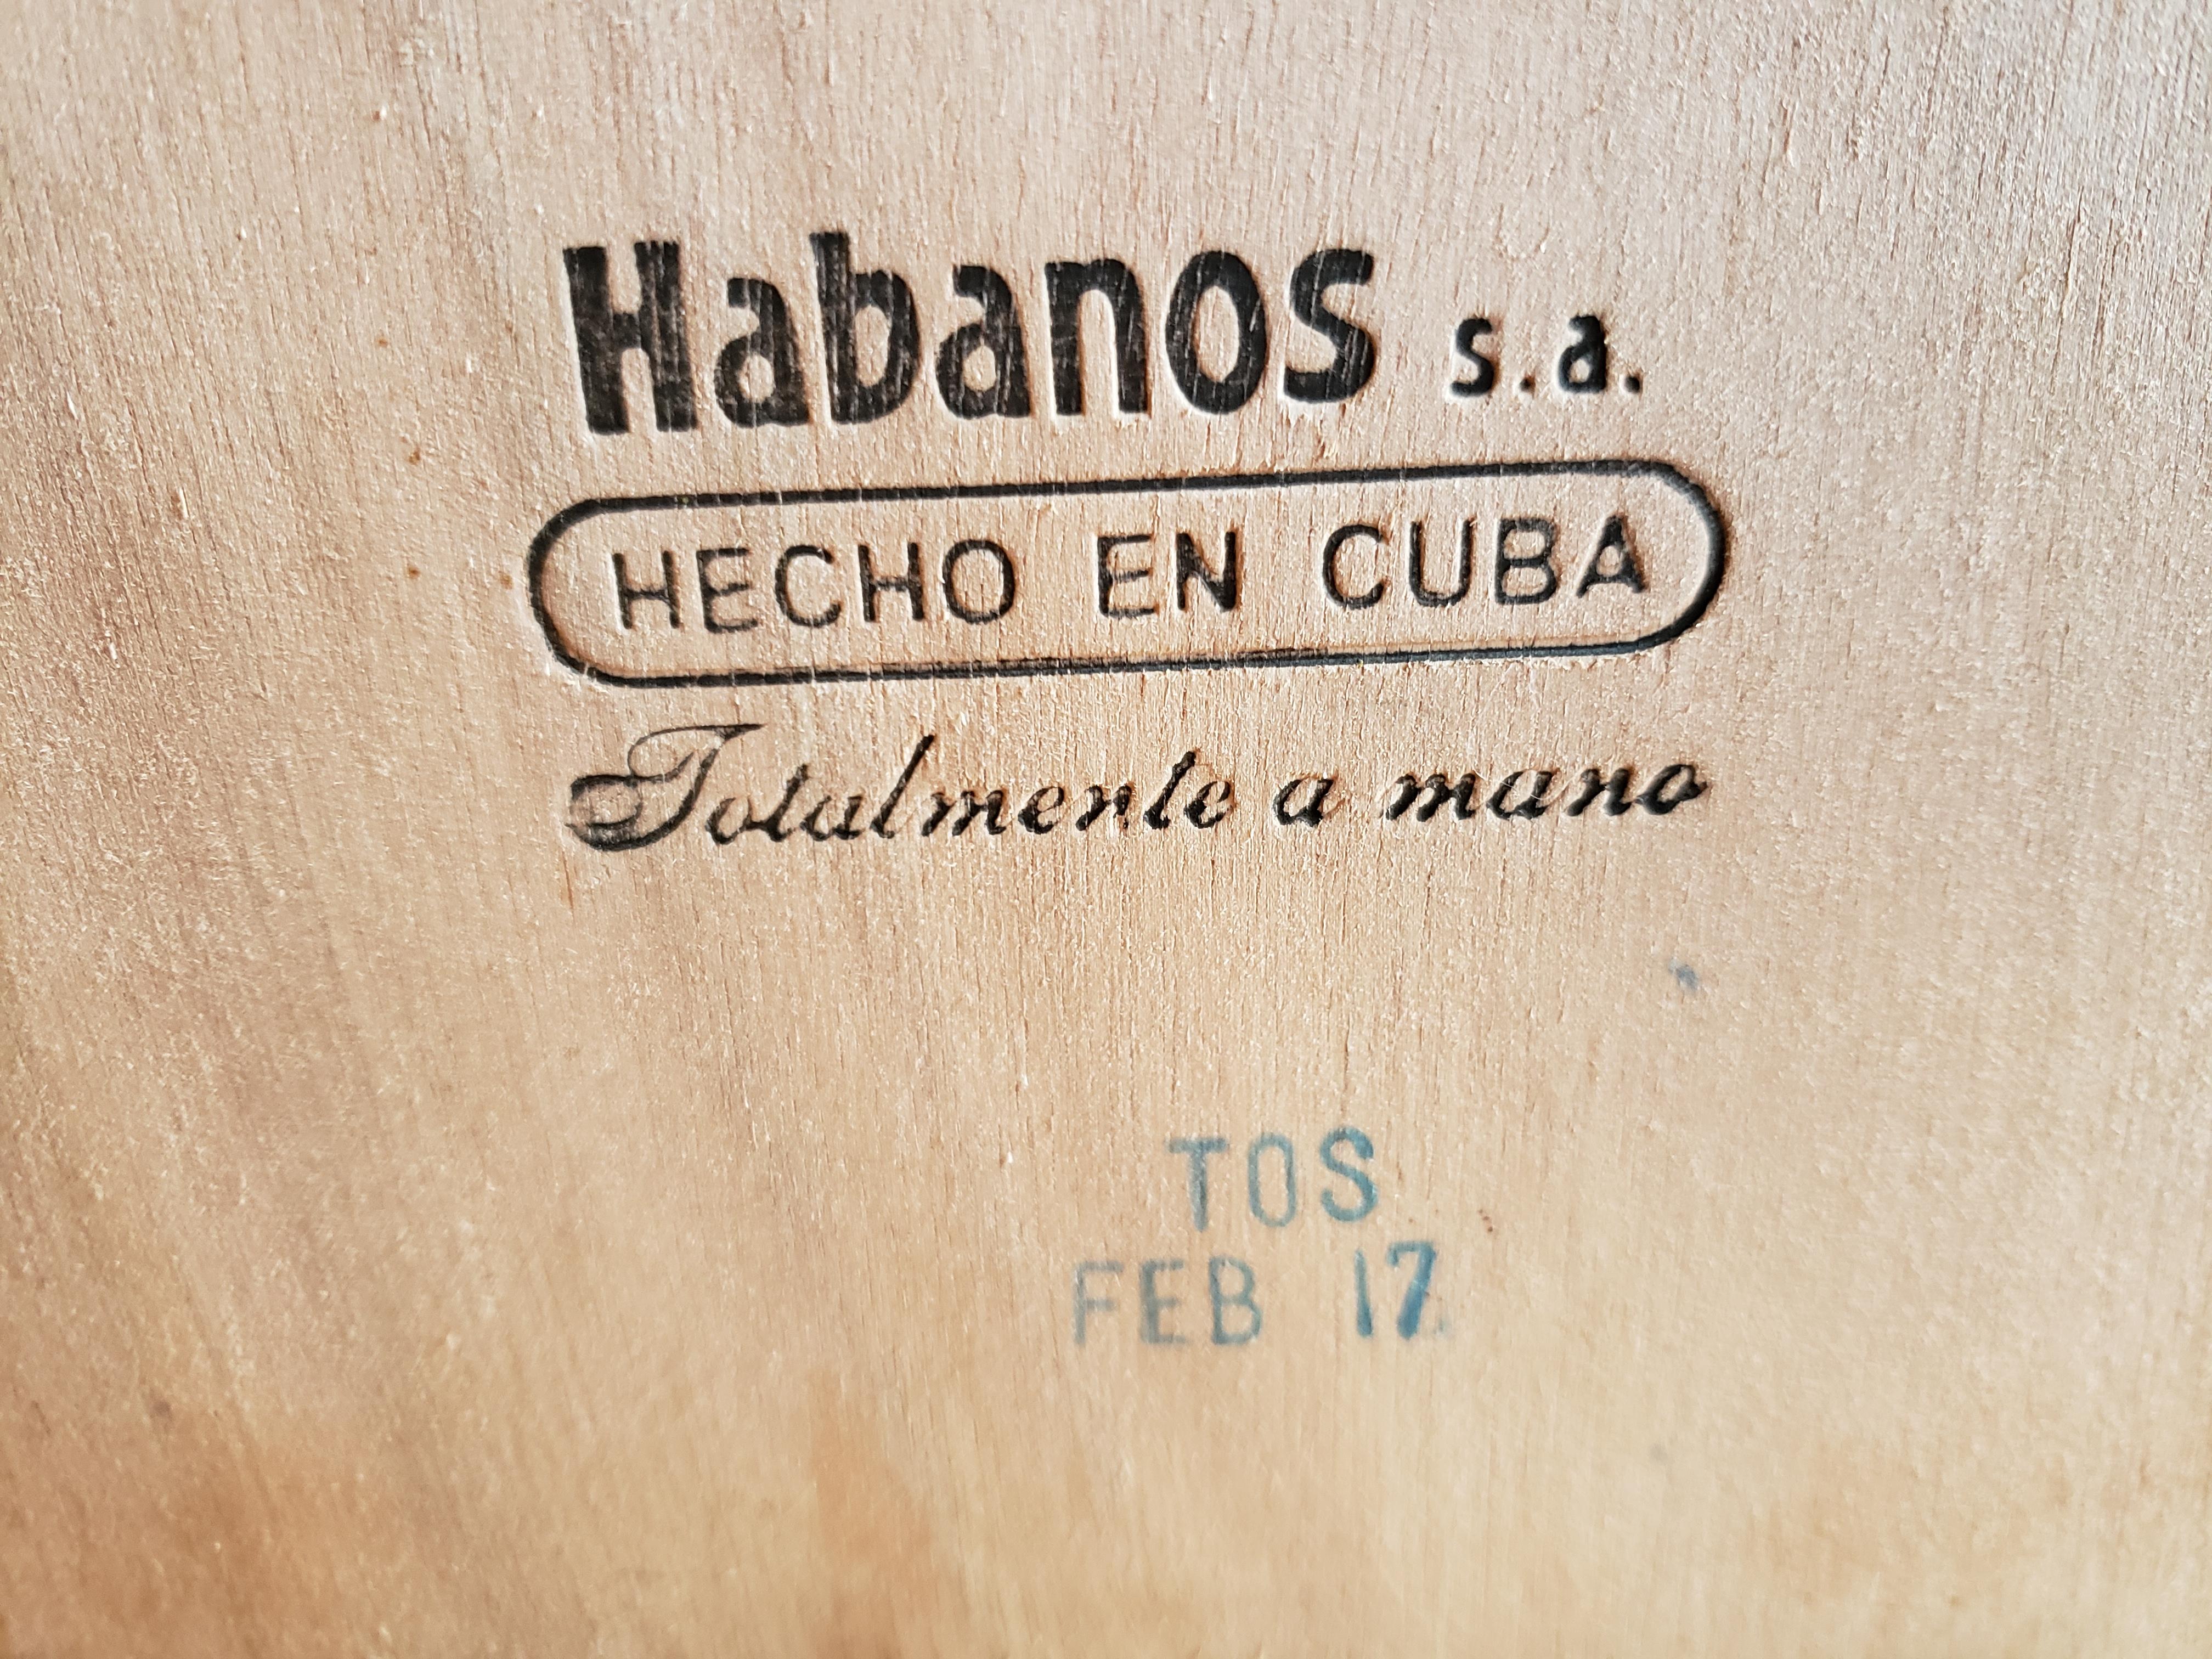 Habanos s.a.
HECHO EN CUBA
Totalmente a mano
TOS
FEB 17